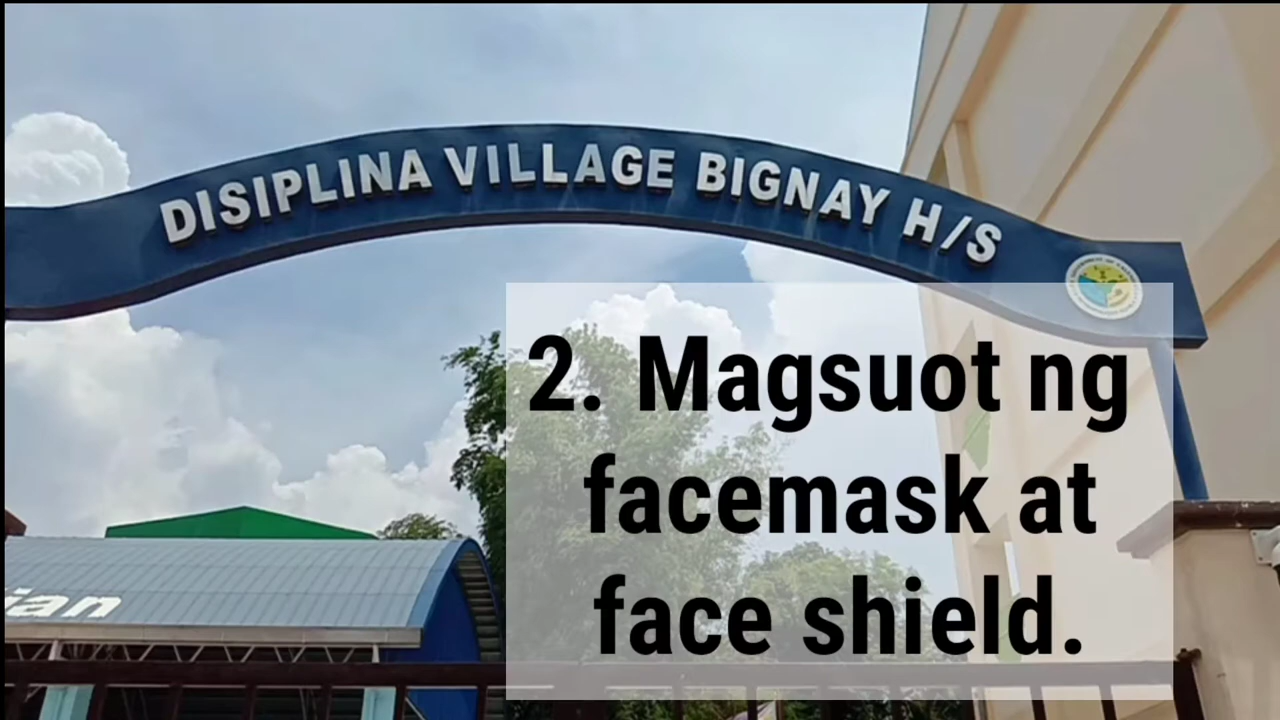 DISIPLINA VILLAGE BIGNAY H/S
2. Magsuot ng
facemask at
face shield.